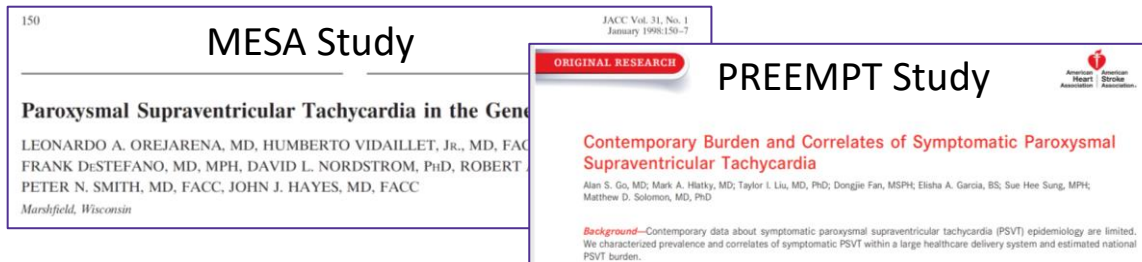 150
JACC Vol. 31, No. 1
January 1998:150–7
MESA Study
Paroxysmal Supraventricular Tachycardia in the Gene
LEONARDO A. OREJARENA, MD, HUMBERTO VIDAILLET, JR., MD, FAC
FRANK DESTEFANO, MD, MPH, DAVID L. NORDSTROM, PHD, ROBERT
PETER N. SMITH, MD, FACC, JOHN J. HAYES, MD, FACC
Marshfield, Wisconsin
ORIGINAL RESEARCH
PREEMPT Study
American Heart Association
American Stroke Association.
Contemporary Burden and Correlates of Symptomatic Paroxysmal
Supraventricular Tachycardia
Alan S. Go, MD; Mark A. Hlatky, MD; Taylor I. Liu, MD, PhD; Dongjie Fan, MSPH; Elisha A. Garcia, BS; Sue Hee Sung, MPH;
Matthew D. Solomon, MD, PhD
Background—Contemporary data about symptomatic paroxysmal supraventricular tachycardia (PSVT) epidemiology are limited.
We characterized prevalence and correlates of symptomatic PSVT within a large healthcare delivery system and estimated national
PSVT burden.